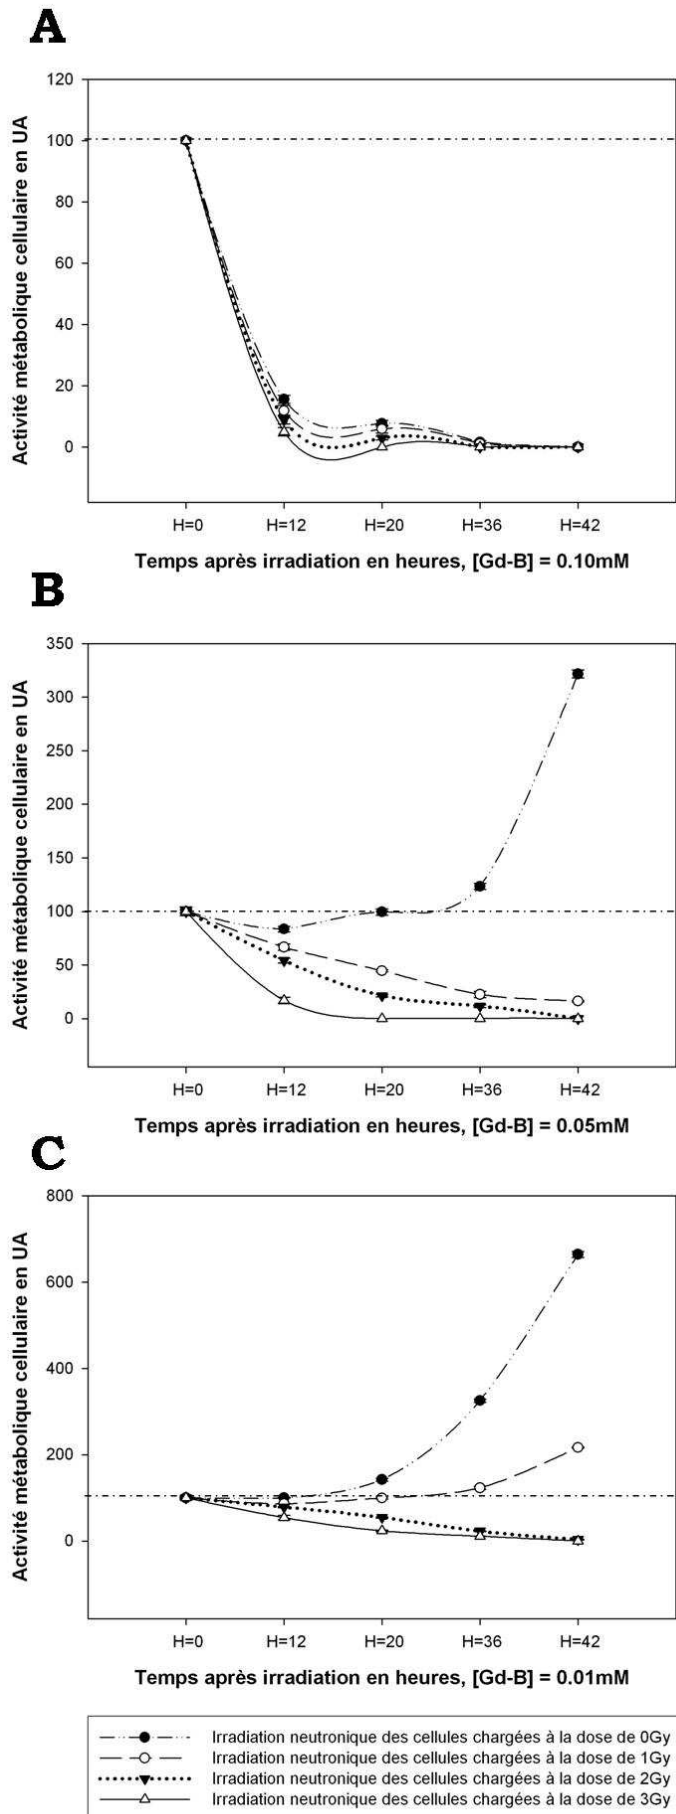 A
Activité métabolique cellulaire en UA
120
100
80
60
40
20
0
H=0 H=12 H=20 H=36 H=42
Temps après irradiation en heures, [Gd-B] = 0.10mM
B
Activité métabolique cellulaire en UA
350
300
250
200
150
100
50
0
H=0 H=12 H=20 H=36 H=42
Temps après irradiation en heures, [Gd-B] = 0.05mM
C
Activité métabolique cellulaire en UA
800
600
400
200
0
H=0 H=12 H=20 H=36 H=42
Temps après irradiation en heures, [Gd-B] = 0.01mM
Irradiation neutronique des cellules chargées à la dose de 0Gy
Irradiation neutronique des cellules chargées à la dose de 1Gy
Irradiation neutronique des cellules chargées à la dose de 2Gy
Irradiation neutronique des cellules chargées à la dose de 3Gy